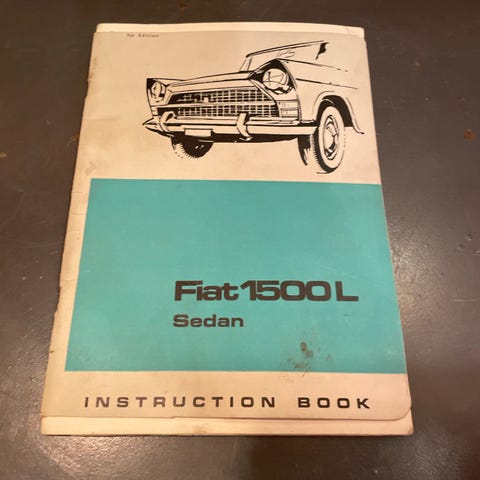 7th Edition
Fiat 1500 L
Sedan
INSTRUCTION BOOK